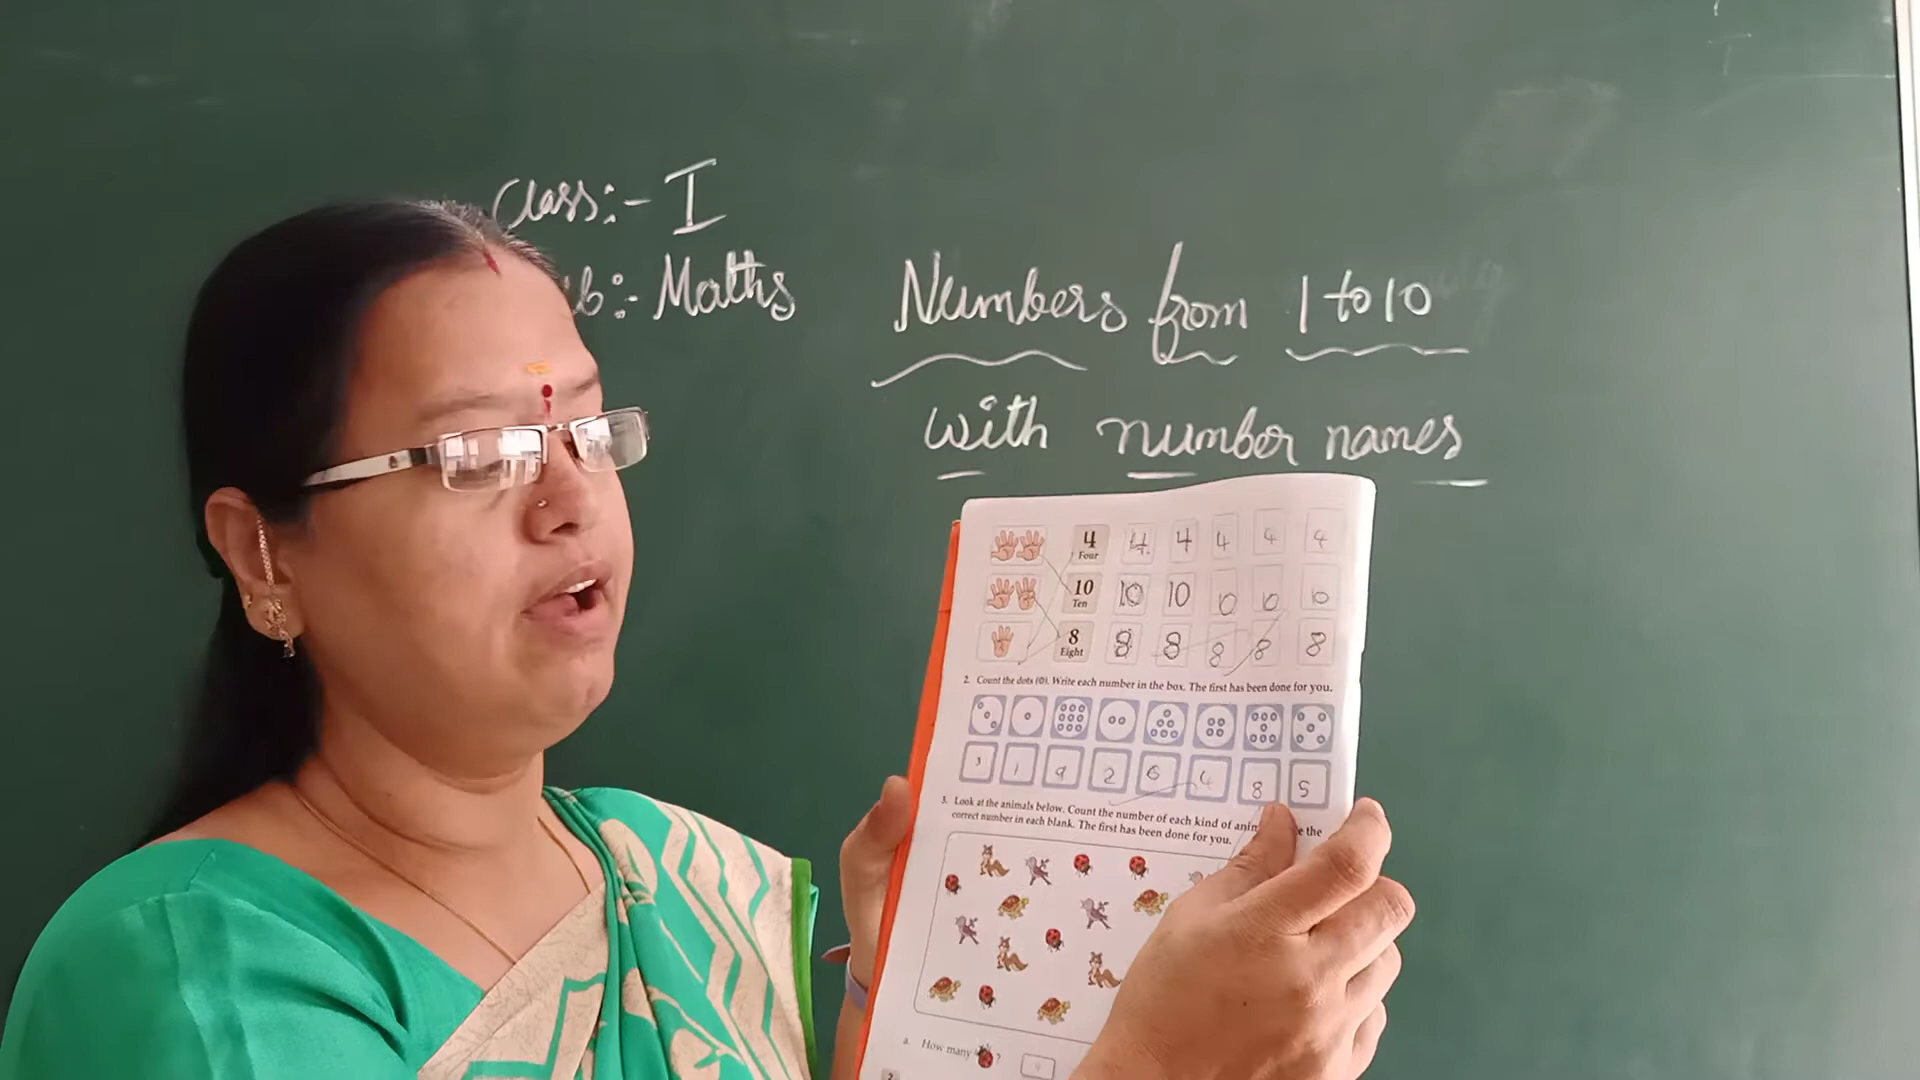 Class:- I
:- Maths
Numbers from 1 to 10
with number names
4 4 4 4 4 4
Four
10 10 10 10 10 10
Ten
8 8 8 8 8 8
Eight
2. Count the dots (0). Write each number in the box. The first has been done for you.
3 1 9 2 6 4 8 5
3. Look at the animals below. Count the number of each kind of the
correct number in each blank. The first has been done for you.
a. How many ?
2